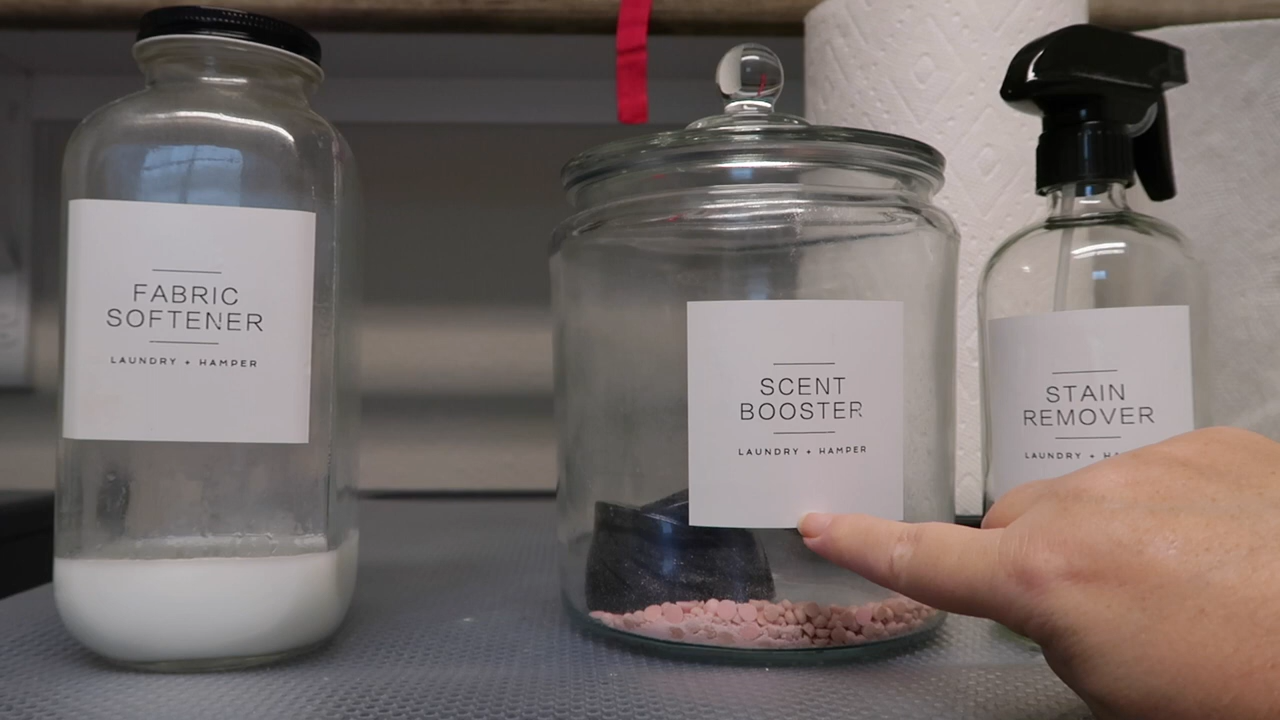 FABRIC
SOFTENER
LAUNDRY + HAMPER
SCENT
BOOSTER
LAUNDRY + HAMPER
STAIN
REMOVER
LAUNDRY +